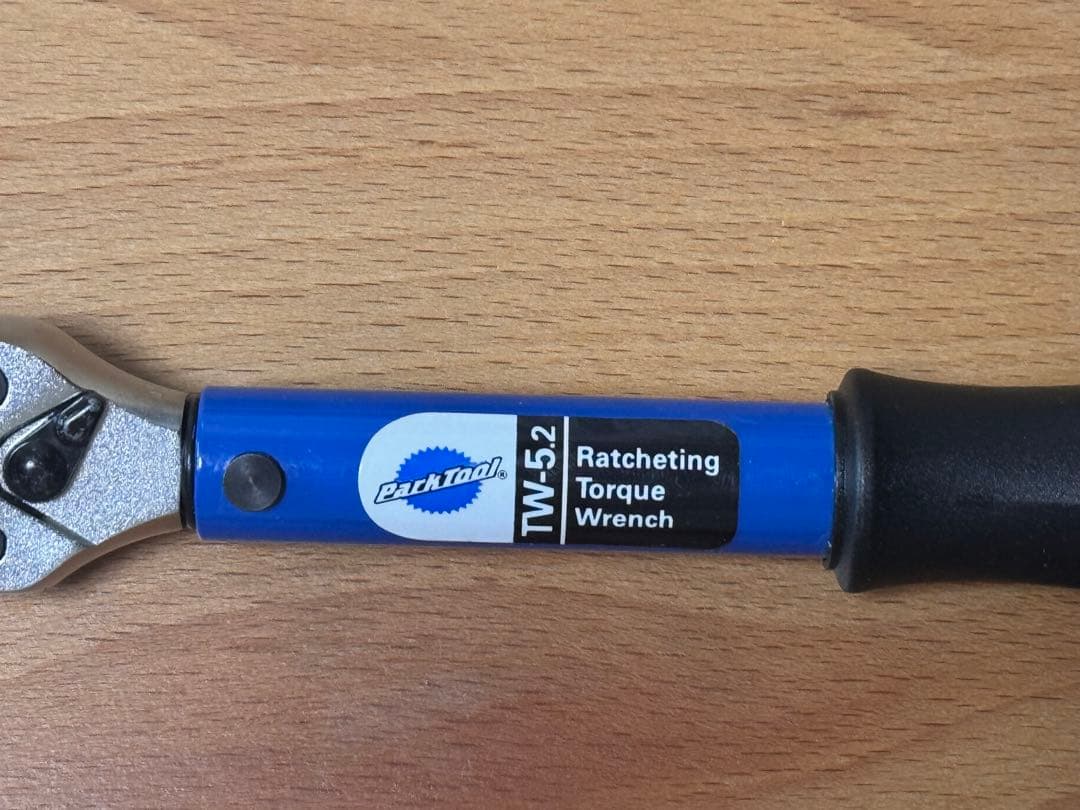 ParkTool®
TW-5.2
Ratcheting
Torque
Wrench